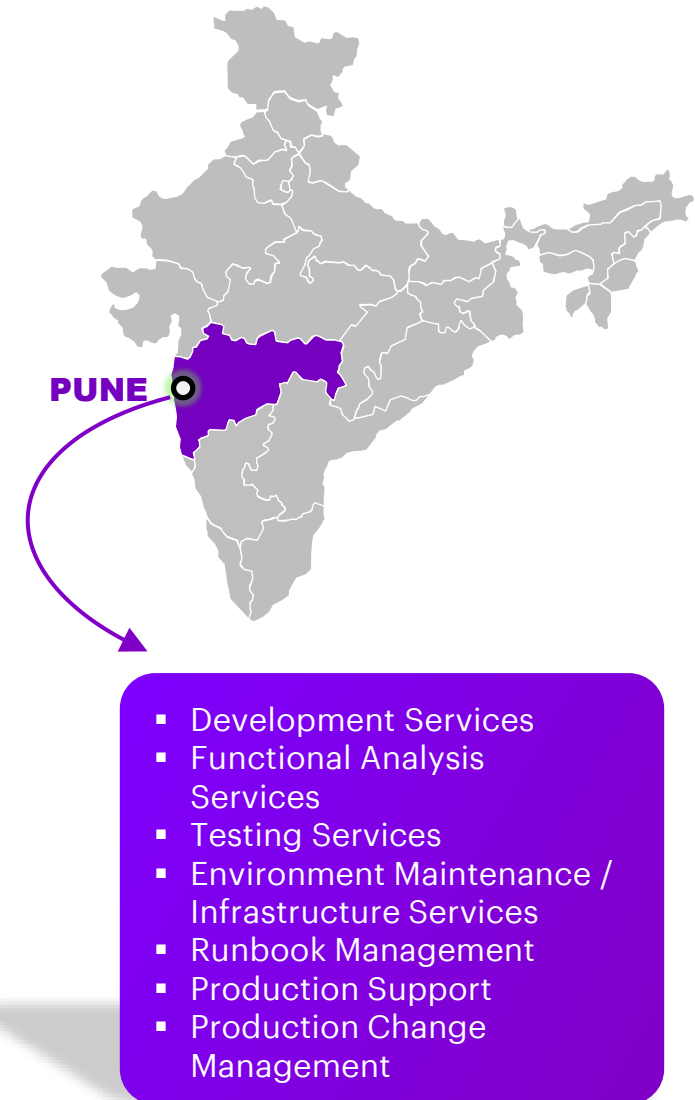 PUNE
▪ Development Services
▪ Functional Analysis
Services
▪ Testing Services
▪ Environment Maintenance /
Infrastructure Services
▪ Runbook Management
▪ Production Support
▪ Production Change
Management